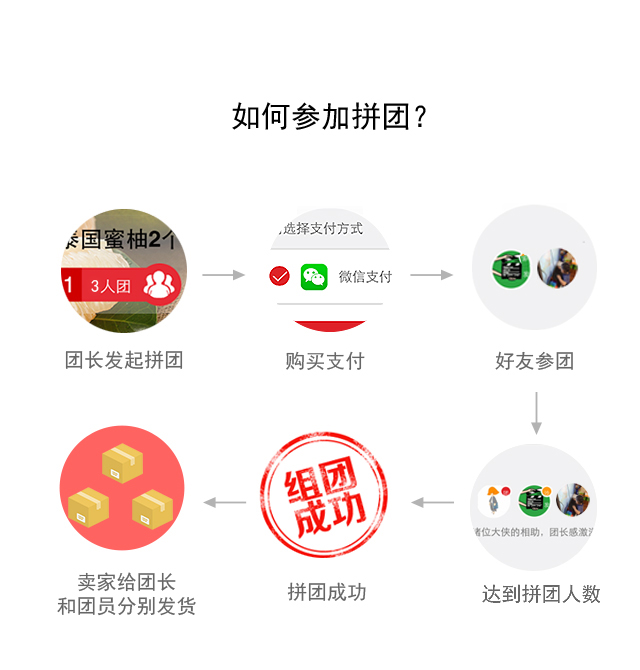 如何参加拼团？
泰国蜜柚2个
1 3人团
选择支付方式
微信支付
团长发起拼团
购买支付
好友参团
诸位大侠的相助，团长感激
达到拼团人数
组团
成功
拼团成功
卖家给团长
和团员分别发货